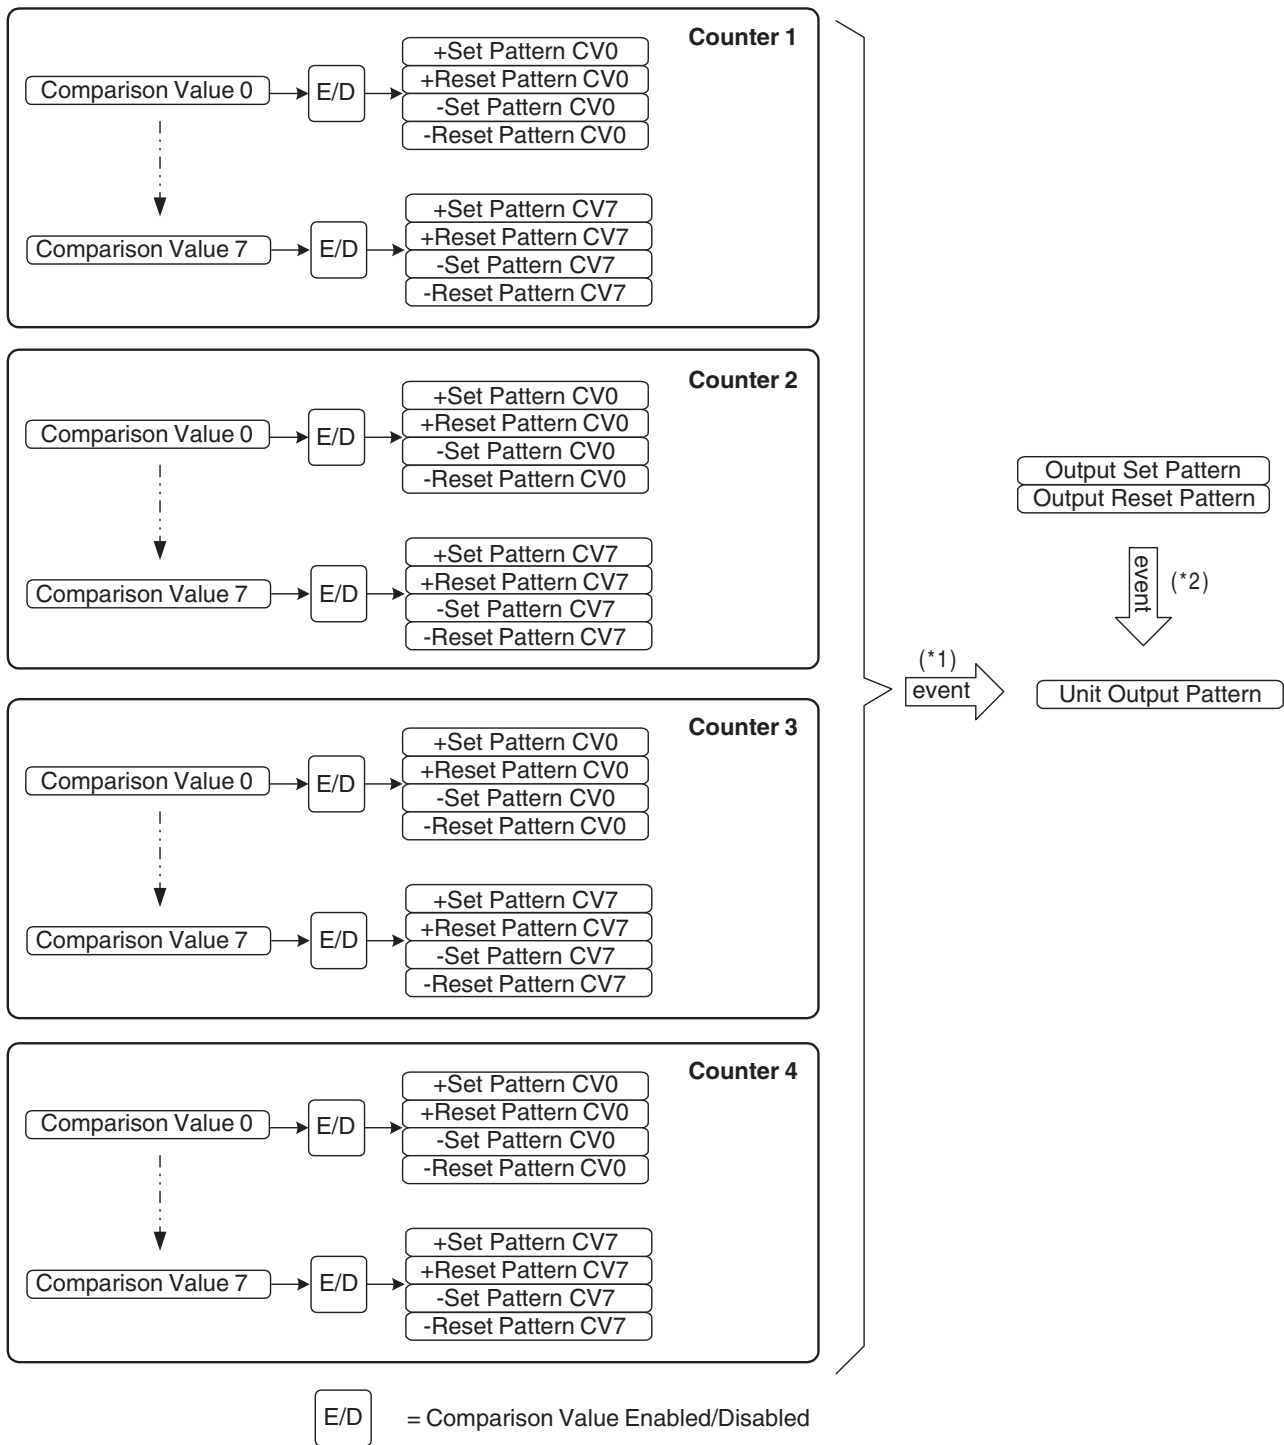 Counter 1
Comparison Value 0
E/D
+Set Pattern CV0
+Reset Pattern CV0
-Set Pattern CV0
-Reset Pattern CV0
Comparison Value 7
E/D
+Set Pattern CV7
+Reset Pattern CV7
-Set Pattern CV7
-Reset Pattern CV7
Counter 2
Comparison Value 0
E/D
+Set Pattern CV0
+Reset Pattern CV0
-Set Pattern CV0
-Reset Pattern CV0
Comparison Value 7
E/D
+Set Pattern CV7
+Reset Pattern CV7
-Set Pattern CV7
-Reset Pattern CV7
Counter 3
Comparison Value 0
E/D
+Set Pattern CV0
+Reset Pattern CV0
-Set Pattern CV0
-Reset Pattern CV0
Comparison Value 7
E/D
+Set Pattern CV7
+Reset Pattern CV7
-Set Pattern CV7
-Reset Pattern CV7
Counter 4
Comparison Value 0
E/D
+Set Pattern CV0
+Reset Pattern CV0
-Set Pattern CV0
-Reset Pattern CV0
Comparison Value 7
E/D
+Set Pattern CV7
+Reset Pattern CV7
-Set Pattern CV7
-Reset Pattern CV7
(*1)
event
Output Set Pattern
Output Reset Pattern
event
(*2)
Unit Output Pattern
E/D
= Comparison Value Enabled/Disabled